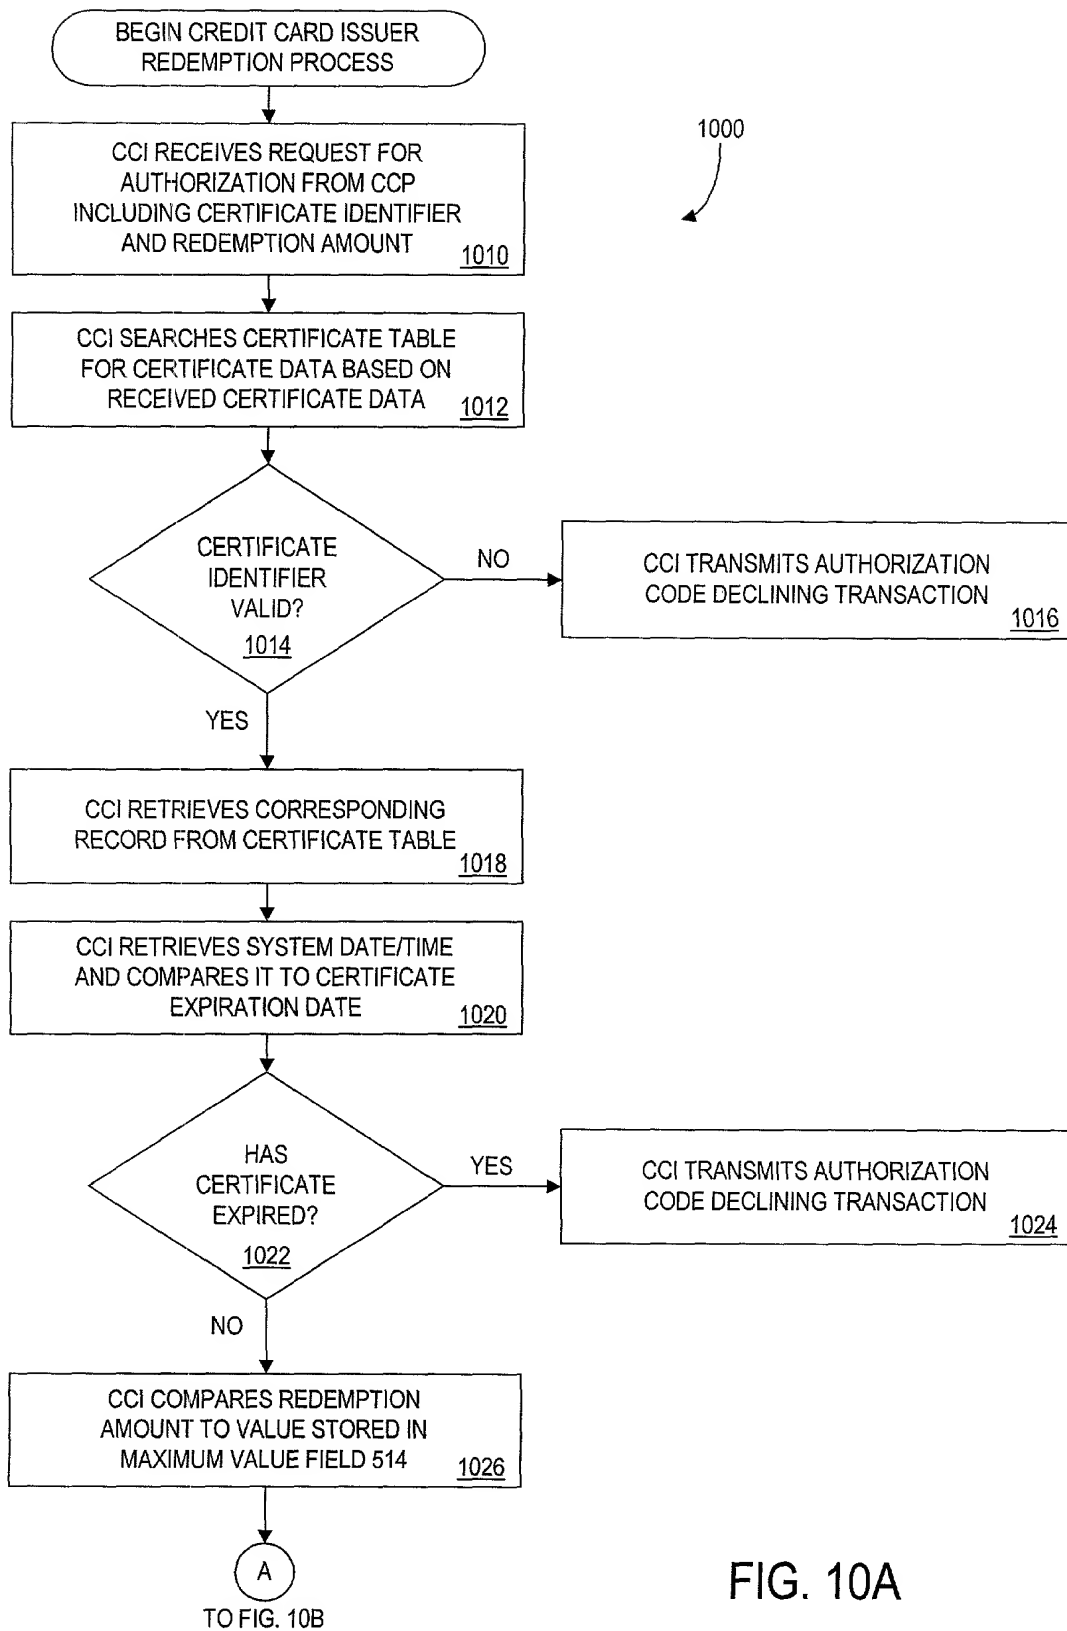 BEGIN CREDIT CARD ISSUER
REDEMPTION PROCESS
1000
CCI RECEIVES REQUEST FOR
AUTHORIZATION FROM CCP
INCLUDING CERTIFICATE IDENTIFIER
AND REDEMPTION AMOUNT
1010
CCI SEARCHES CERTIFICATE TABLE
FOR CERTIFICATE DATA BASED ON
RECEIVED CERTIFICATE DATA
1012
CERTIFICATE
IDENTIFIER
VALID?
1014
NO
CCI TRANSMITS AUTHORIZATION
CODE DECLINING TRANSACTION
1016
YES
CCI RETRIEVES CORRESPONDING
RECORD FROM CERTIFICATE TABLE
1018
CCI RETRIEVES SYSTEM DATE/TIME
AND COMPARES IT TO CERTIFICATE
EXPIRATION DATE
1020
HAS
CERTIFICATE
EXPIRED?
1022
YES
CCI TRANSMITS AUTHORIZATION
CODE DECLINING TRANSACTION
1024
NO
CCI COMPARES REDEMPTION
AMOUNT TO VALUE STORED IN
MAXIMUM VALUE FIELD 514
1026
A
TO FIG. 10B
FIG. 10A